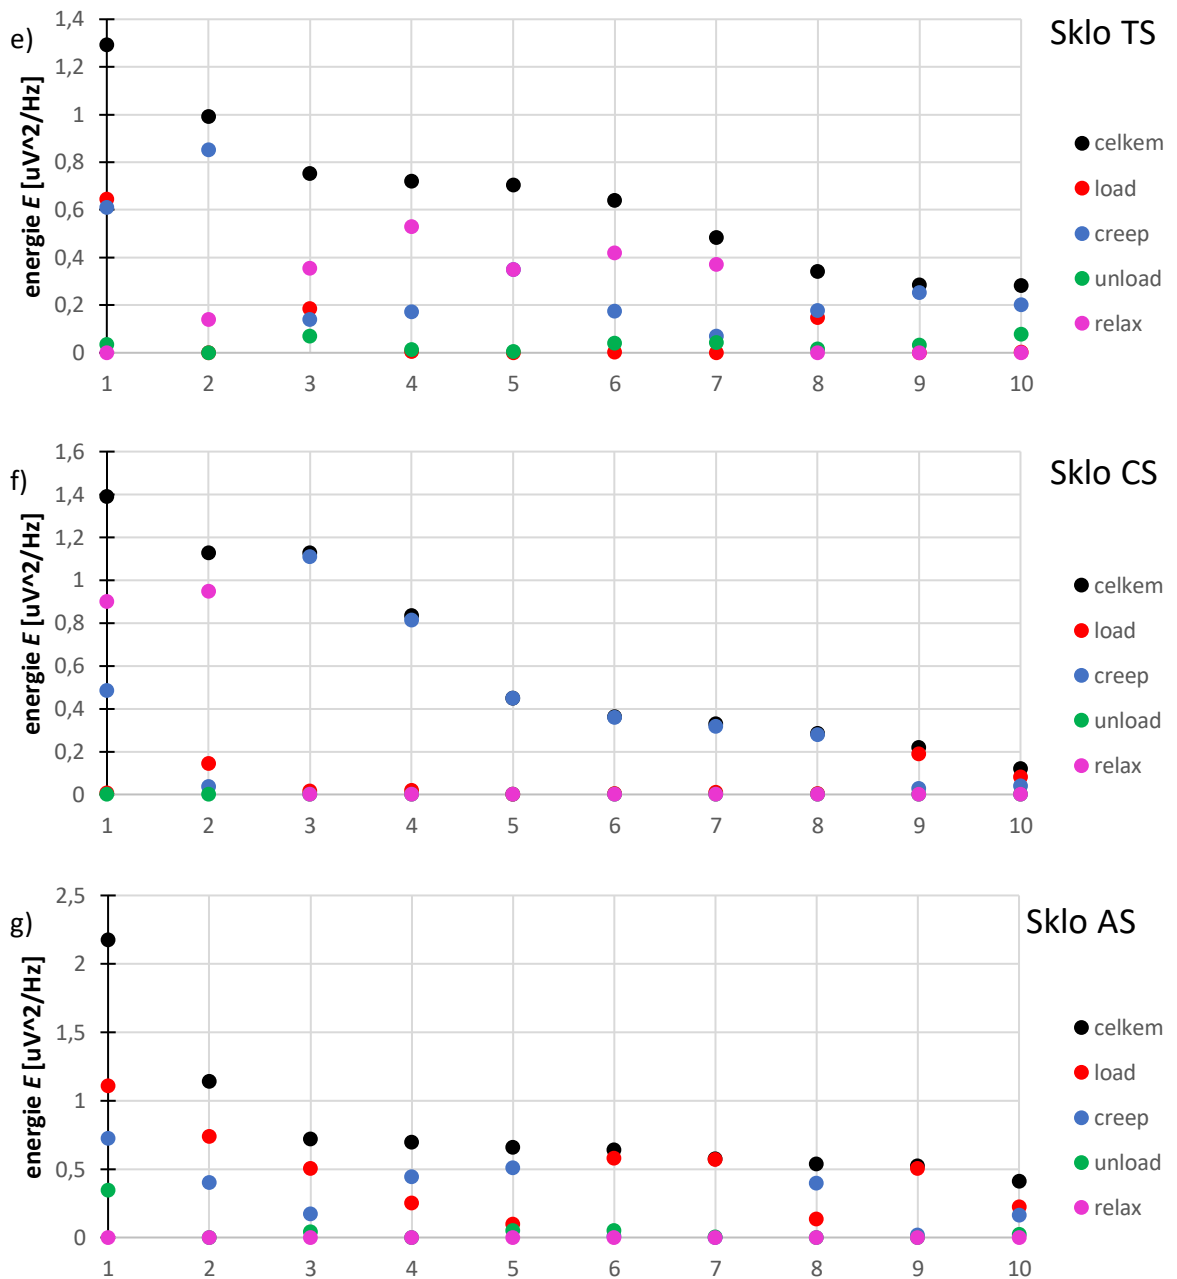 e)
Sklo TS
energie E [uV^2/Hz]
1,4
1,2
1
0,8
0,6
0,4
0,2
0
1 2 3 4 5 6 7 8 9 10
celkem
load
creep
unload
relax
f)
Sklo CS
energie E [uV^2/Hz]
1,6
1,4
1,2
1
0,8
0,6
0,4
0,2
0
1 2 3 4 5 6 7 8 9 10
celkem
load
creep
unload
relax
g)
Sklo AS
energie E [uV^2/Hz]
2,5
2
1,5
1
0,5
0
1 2 3 4 5 6 7 8 9 10
celkem
load
creep
unload
relax